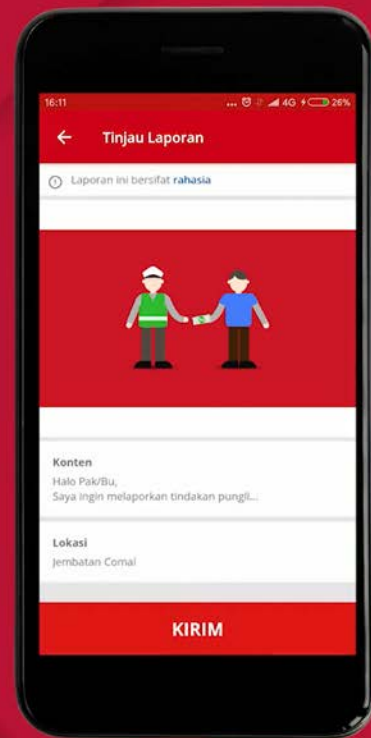 16:11
... 4G 26%
Tinjau Laporan
Laporan ini bersifat rahasia
Konten
Halo Pak/Bu,
Saya ingin melaporkan tindakan pungli...
Lokasi
Jembatan Comal
KIRIM